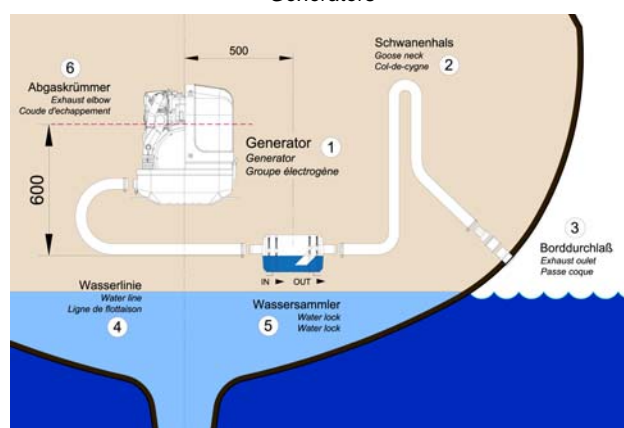 Generators
500
6
Abgaskrümmer
Exhaust elbow
Coude d'echappement
Schwanenhals
Goose neck
Col-de-cygne
2
Generator
Generator
Groupe électrogène
1
600
3
Borddurchlaß
Exhaust oulet
Passe coque
IN OUT
Wasserlinie
Water line
Ligne de flottaison
4
Wassersammler
Water lock
Water lock
5